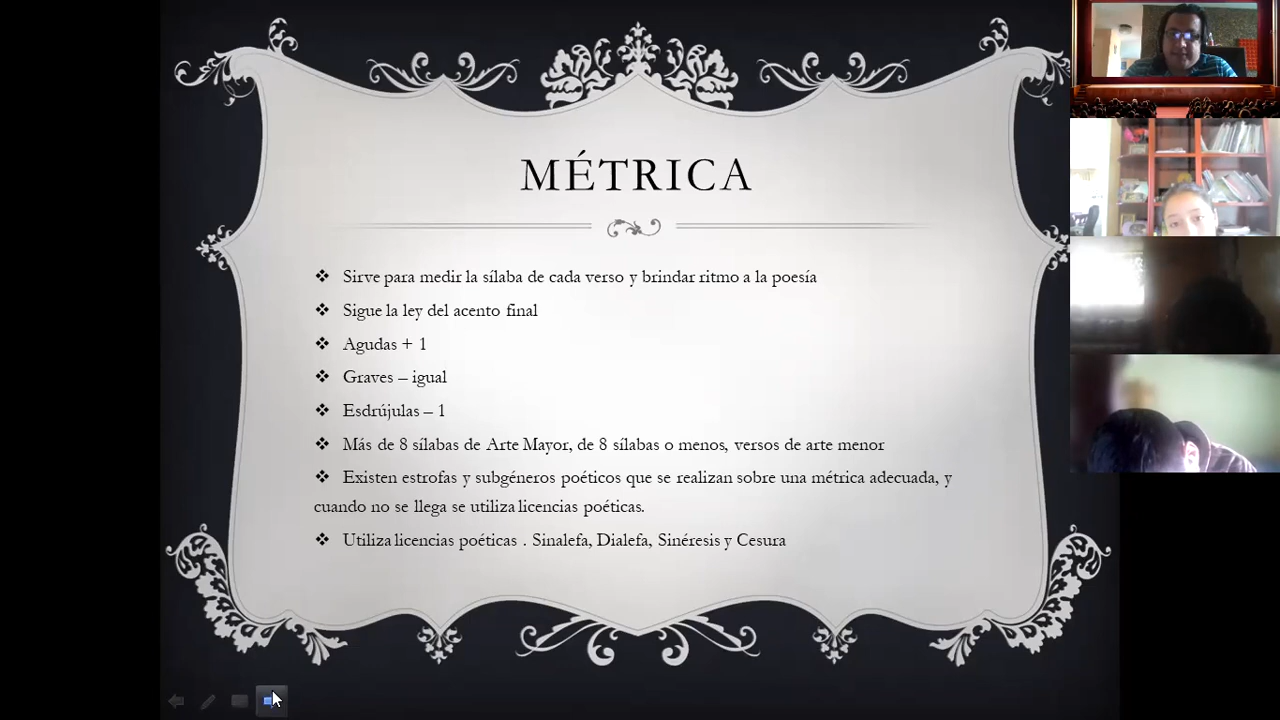 MÉTRICA
❖ Sirve para medir la sílaba de cada verso y brindar ritmo a la poesía
❖ Sigue la ley del acento final
❖ Agudas + 1
❖ Graves – igual
❖ Esdrújulas – 1
❖ Más de 8 sílabas de Arte Mayor, de 8 sílabas o menos, versos de arte menor
❖ Existen estrofas y subgéneros poéticos que se realizan sobre una métrica adecuada, y
cuando no se llega se utiliza licencias poéticas.
❖ Utiliza licencias poéticas . Sinalefa, Dialefa, Sinéresis y Cesura